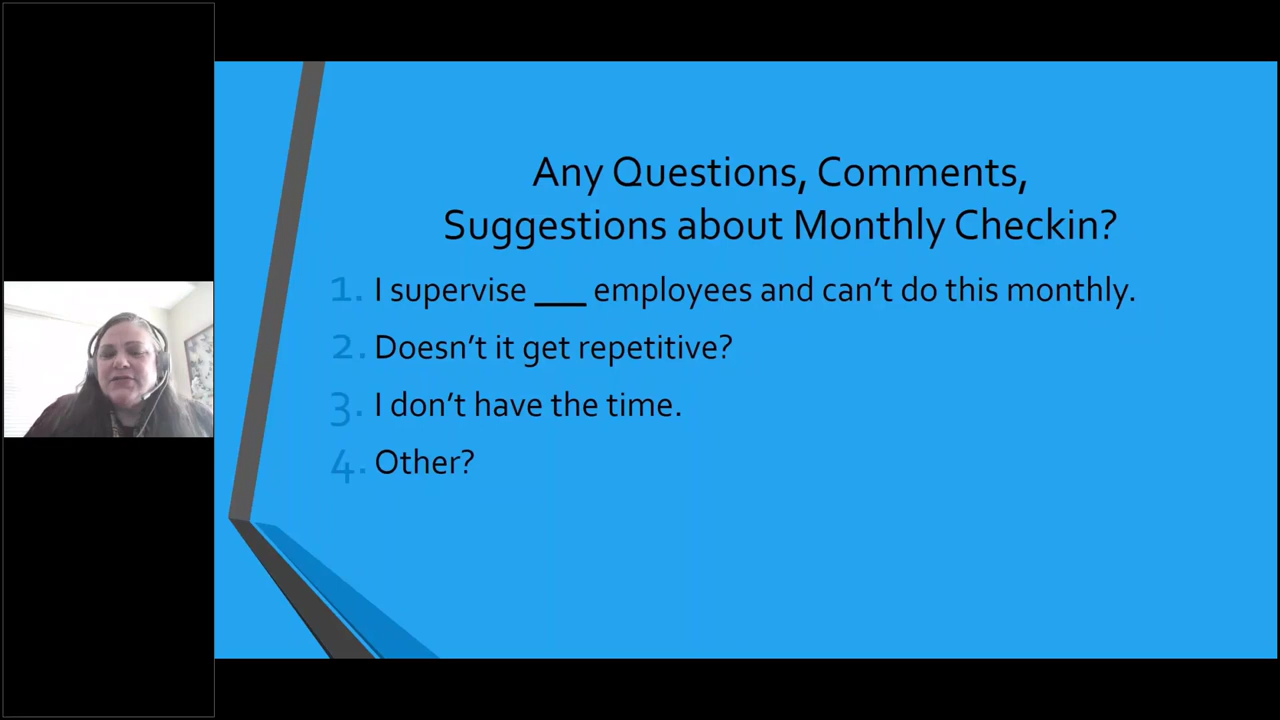 Any Questions, Comments,
Suggestions about Monthly Checkin?
1. I supervise ___ employees and can’t do this monthly.
2. Doesn’t it get repetitive?
3. I don’t have the time.
4. Other?